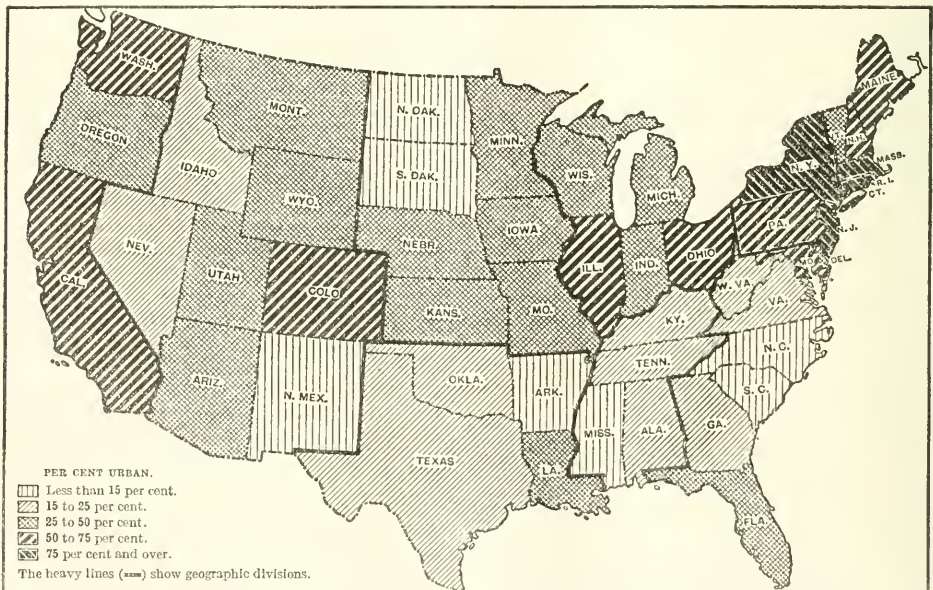 WASH.
MAINE
MONT.
N. DAK.
MINN.
OREGON
N.H.
IDAHO
S. DAK.
WIS.
N. Y.
MASS.
MICH.
R. I.
WYO.
CT.
IOWA
PA.
NEBR.
N. J.
NEV.
OHIO
UTAH
ILL.
IND.
DEL.
CAL.
COLO.
W. VA.
KANS.
MO.
VA.
KY.
N. C.
TENN.
ARIZ.
OKLA.
N. MEX.
ARK.
S. C.
MISS.
ALA.
GA.
TEXAS
LA.
FLA.
PER CENT URBAN.
Less than 15 per cent.
15 to 25 per cent.
25 to 50 per cent.
50 to 75 per cent.
75 per cent and over.
The heavy lines () show geographic divisions.